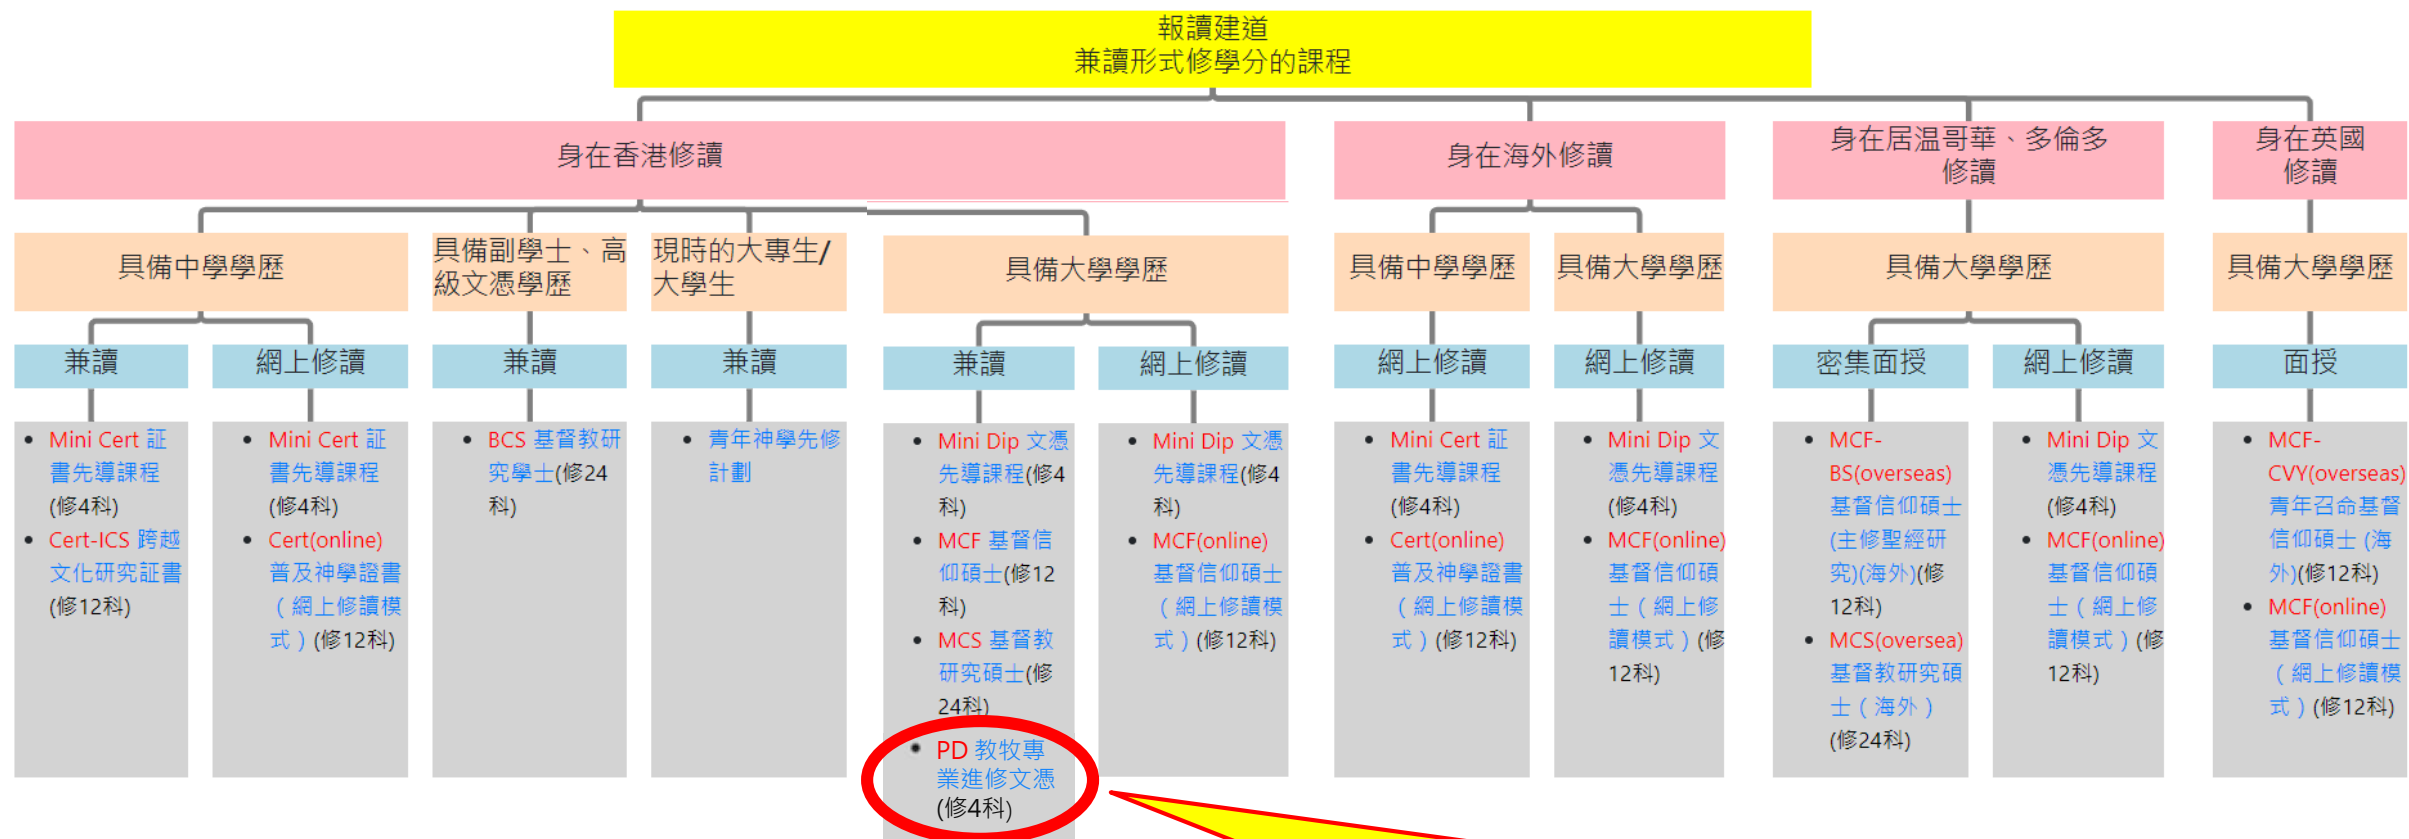 報讀建道
兼讀形式修學分的課程
身在香港修讀
身在海外修讀
身在居温哥華、多倫多
修讀
身在英國
修讀
具備中學學歷
具備副學士、高
級文憑學歷
現時的大專生/
大學生
具備大學學歷
具備中學學歷
具備大學學歷
具備大學學歷
具備大學學歷
兼讀
網上修讀
兼讀
兼讀
兼讀
網上修讀
網上修讀
網上修讀
密集面授
網上修讀
面授
Mini Cert 証
書先導課程
(修4科)
Cert-ICS 跨越
文化研究証書
(修12科)
Mini Cert 証
書先導課程
(修4科)
Cert(online)
普及神學證書
（網上修讀模
式）(修12科)
BCS 基督教研
究學士(修24
科)
青年神學先修
計劃
Mini Dip 文憑
先導課程(修4
科)
MCF 基督信
仰碩士(修12
科)
MCS 基督教
研究碩士(修
24科)
PD 教牧專
業進修文憑
(修4科)
Mini Dip 文憑
先導課程(修4
科)
MCF(online)
基督信仰碩士
（網上修讀模
式）(修12科)
Mini Cert 証
書先導課程
(修4科)
Cert(online)
普及神學證書
（網上修讀模
式）(修12科)
Mini Dip 文
憑先導課程
(修4科)
MCF(online)
基督信仰碩
士（網上修
讀模式）(修
12科)
MCF-
BS(overseas)
基督信仰碩士
(主修聖經研
究)(海外)(修
12科)
MCS(oversea)
基督教研究碩
士（海外）
(修24科)
Mini Dip 文
憑先導課程
(修4科)
MCF(online)
基督信仰碩
士（網上修
讀模式）(修
12科)
MCF-
CVY(overseas)
青年召命基督
信仰碩士 (海
外)(修12科)
MCF(online)
基督信仰碩士
（網上修讀模
式）(修12科)